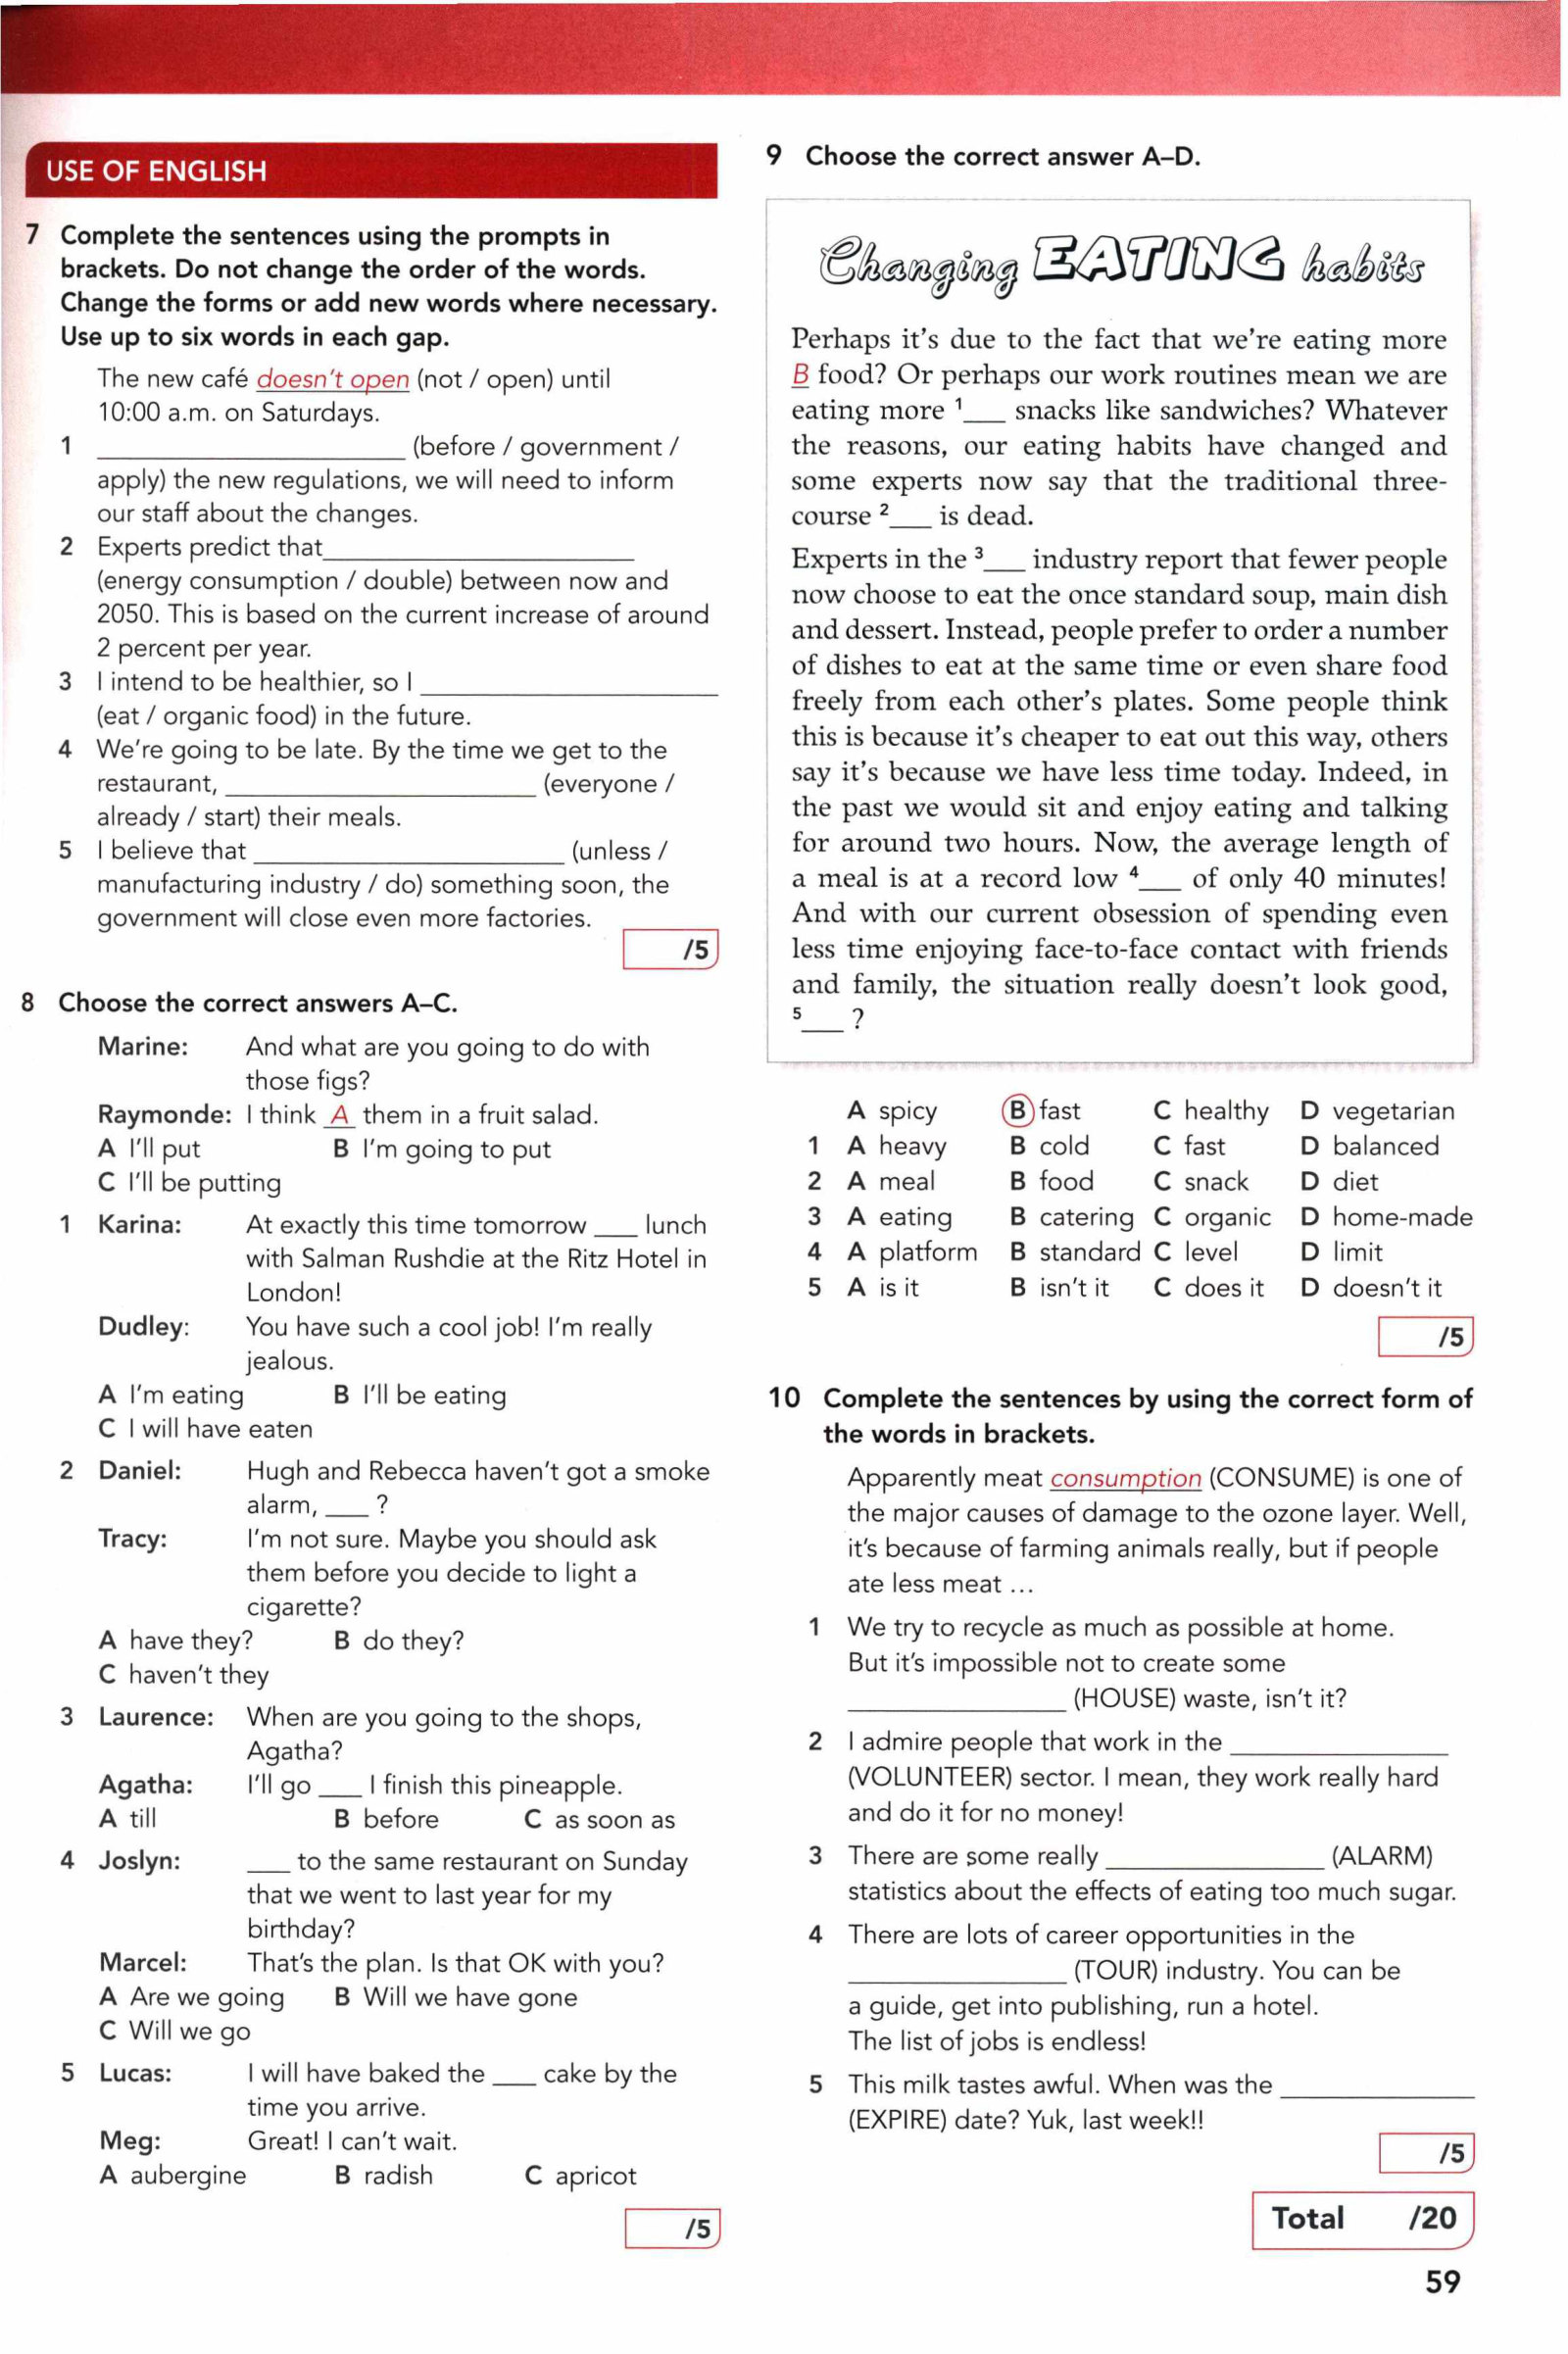 USE OF ENGLISH
7 Complete the sentences using the prompts in
brackets. Do not change the order of the words.
Change the forms or add new words where necessary.
Use up to six words in each gap.
The new café doesn't open (not / open) until
10:00 a.m. on Saturdays.
1 ____ (before / government /
apply) the new regulations, we will need to inform
our staff about the changes.
2 Experts predict that____
(energy consumption / double) between now and
2050. This is based on the current increase of around
2 percent per year.
3 I intend to be healthier, so I ____
(eat / organic food) in the future.
4 We're going to be late. By the time we get to the
restaurant, ____ (everyone /
already / start) their meals.
5 I believe that ____ (unless /
manufacturing industry / do) something soon, the
government will close even more factories.
/5
8 Choose the correct answers A–C.
Marine: And what are you going to do with
those figs?
Raymonde: I think A them in a fruit salad.
A I'll put B I'm going to put
C I'll be putting
1 Karina: At exactly this time tomorrow ___ lunch
with Salman Rushdie at the Ritz Hotel in
London!
Dudley: You have such a cool job! I'm really
jealous.
A I'm eating B I'll be eating
C I will have eaten
2 Daniel: Hugh and Rebecca haven't got a smoke
alarm, ___ ?
Tracy: I'm not sure. Maybe you should ask
them before you decide to light a
cigarette?
A have they? B do they?
C haven't they
3 Laurence: When are you going to the shops,
Agatha?
Agatha: I'll go ___ I finish this pineapple.
A till B before C as soon as
4 Joslyn: ___ to the same restaurant on Sunday
that we went to last year for my
birthday?
Marcel: That's the plan. Is that OK with you?
A Are we going B Will we have gone
C Will we go
5 Lucas: I will have baked the ___ cake by the
time you arrive.
Meg: Great! I can't wait.
A aubergine B radish C apricot
/5
9 Choose the correct answer A–D.
Changing EATING habits
Perhaps it's due to the fact that we're eating more
B food? Or perhaps our work routines mean we are
eating more 1___ snacks like sandwiches? Whatever
the reasons, our eating habits have changed and
some experts now say that the traditional three-
course 2___ is dead.
Experts in the 3___ industry report that fewer people
now choose to eat the once standard soup, main dish
and dessert. Instead, people prefer to order a number
of dishes to eat at the same time or even share food
freely from each other's plates. Some people think
this is because it's cheaper to eat out this way, others
say it's because we have less time today. Indeed, in
the past we would sit and enjoy eating and talking
for around two hours. Now, the average length of
a meal is at a record low 4___ of only 40 minutes!
And with our current obsession of spending even
less time enjoying face-to-face contact with friends
and family, the situation really doesn't look good,
5___ ?
A spicy B fast C healthy D vegetarian
1 A heavy B cold C fast D balanced
2 A meal B food C snack D diet
3 A eating B catering C organic D home-made
4 A platform B standard C level D limit
5 A is it B isn't it C does it D doesn't it
/5
10 Complete the sentences by using the correct form of
the words in brackets.
Apparently meat consumption (CONSUME) is one of
the major causes of damage to the ozone layer. Well,
it's because of farming animals really, but if people
ate less meat ...
1 We try to recycle as much as possible at home.
But it's impossible not to create some
____ (HOUSE) waste, isn't it?
2 I admire people that work in the ____
(VOLUNTEER) sector. I mean, they work really hard
and do it for no money!
3 There are some really ____ (ALARM)
statistics about the effects of eating too much sugar.
4 There are lots of career opportunities in the
____ (TOUR) industry. You can be
a guide, get into publishing, run a hotel.
The list of jobs is endless!
5 This milk tastes awful. When was the ____
(EXPIRE) date? Yuk, last week!!
/5
Total /20
59